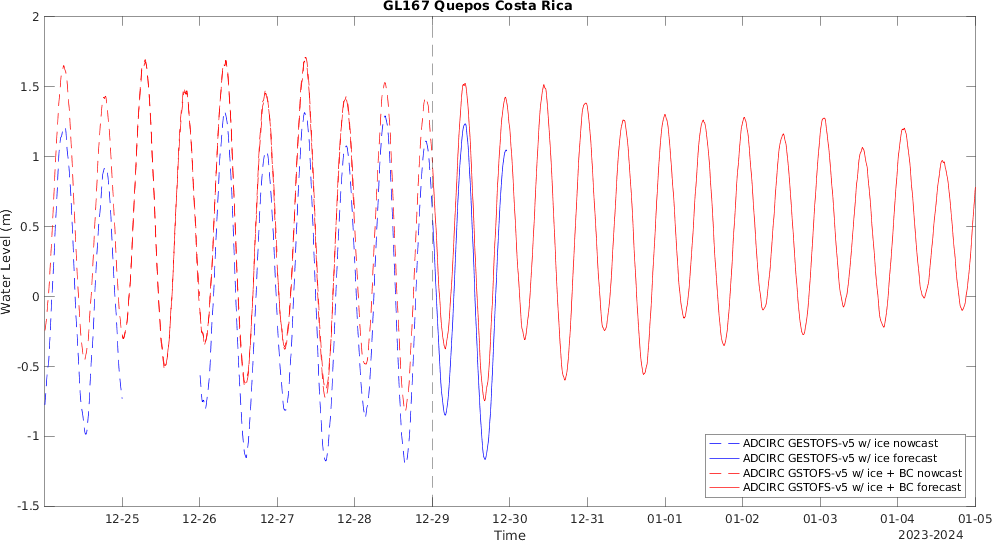 GL167 Quepos Costa Rica
Water Level (m)
2
1.5
1
0.5
0
-0.5
-1
-1.5
ADCIRC GESTOFS-v5 w/ ice nowcast
ADCIRC GESTOFS-v5 w/ ice forecast
ADCIRC GSTOFS-v5 w/ ice + BC nowcast
ADCIRC GSTOFS-v5 w/ ice + BC forecast
12-25 12-26 12-27 12-28 12-29 12-30 12-31 01-01 01-02 01-03 01-04 01-05
Time
2023-2024